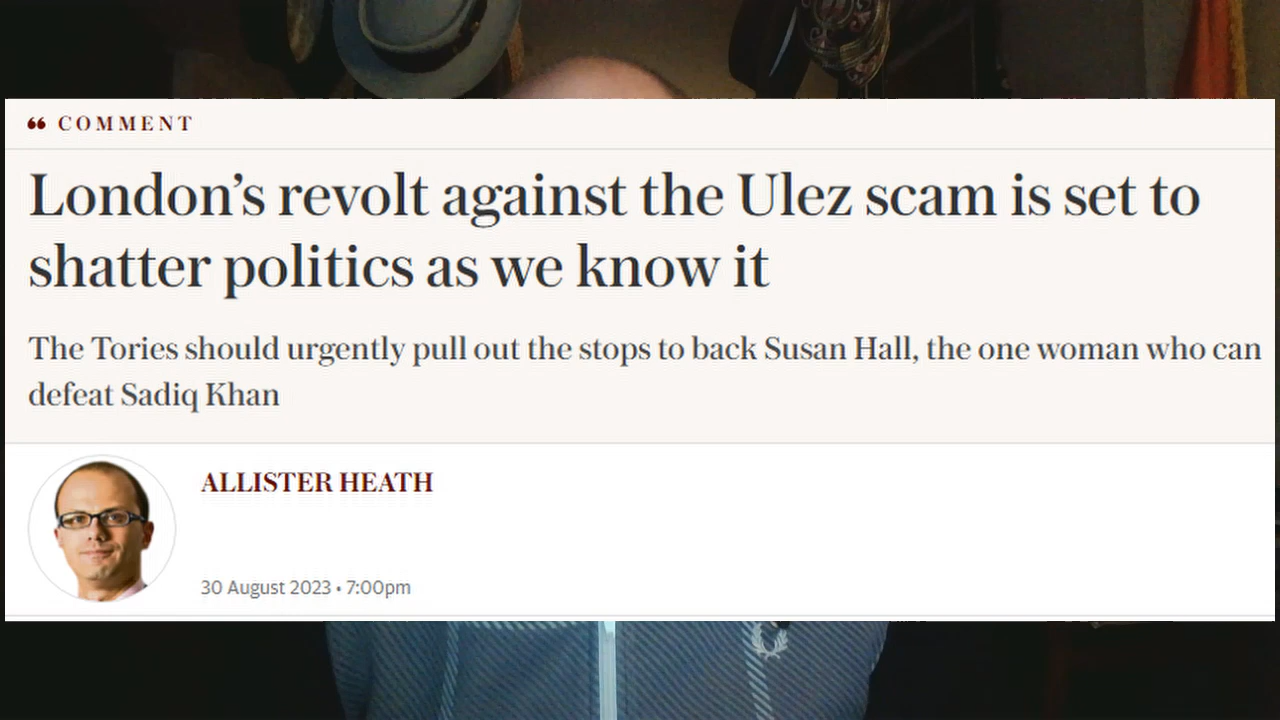 ❝ COMMENT
London’s revolt against the Ulez scam is set to
shatter politics as we know it
The Tories should urgently pull out the stops to back Susan Hall, the one woman who can
defeat Sadiq Khan
ALLISTER HEATH
30 August 2023 • 7:00pm